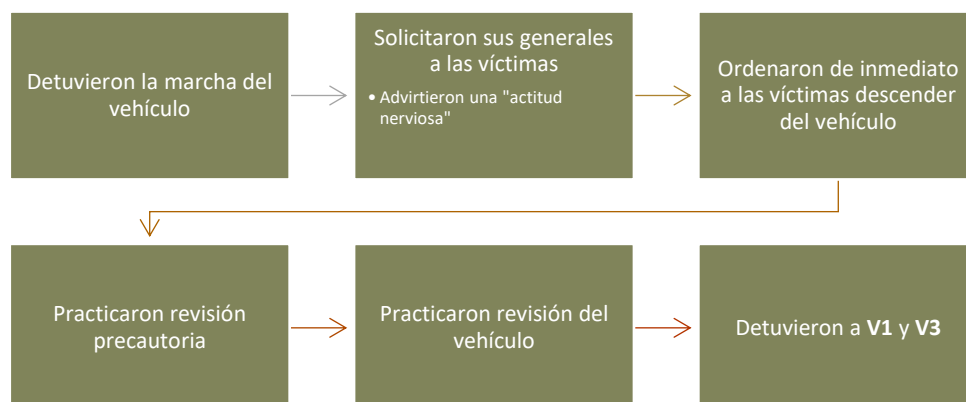 Detuvieron la marcha del
vehículo
Solicitaron sus generales
a las víctimas
• Advirtieron una "actitud
nerviosa"
Ordenaron de inmediato
a las víctimas descender
del vehículo
Practicaron revisión
precautoria
Practicaron revisión del
vehículo
Detuvieron a V1 y V3